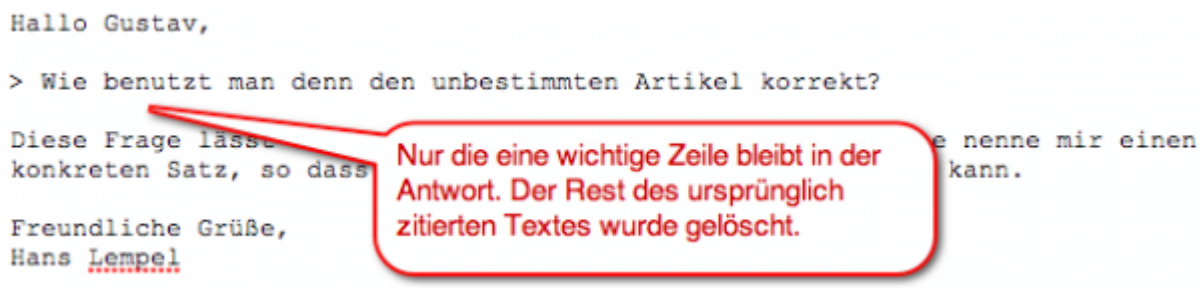 Hallo Gustav,
> Wie benutzt man denn den unbestimmten Artikel korrekt?
Diese Frage lässt e nenne mir einen
konkreten Satz, so dass kann.
Nur die eine wichtige Zeile bleibt in der
Antwort. Der Rest des ursprünglich
zitierten Textes wurde gelöscht.
Freundliche Grüße,
Hans Lempel